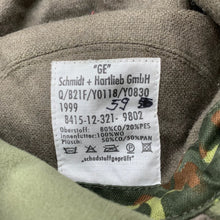 "GE"
Schmidt + Hartlieb GmbH
Q/B21F/Y0118/Y0830
1999 59
8415-12-321-9802
Oberstoff: 80%CO/20%PES
Innenfutter: 100%WO
Plüsch: 50%CO/50%PAN
"schadstoffgeprüft"